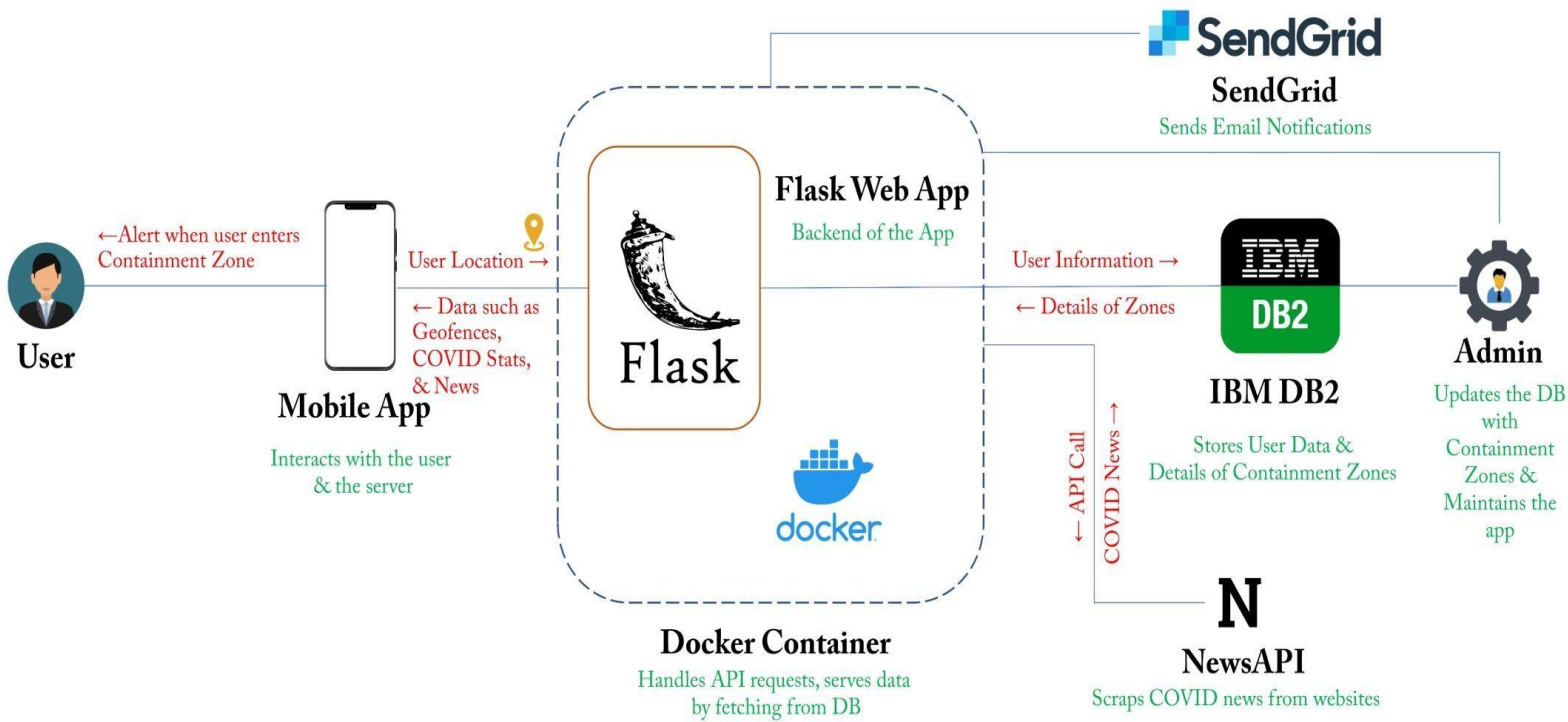 SendGrid
SendGrid
Sends Email Notifications
←Alert when user enters
Containment Zone
User
Mobile App
Interacts with the user
& the server
User Location →
← Data such as
Geofences,
COVID Stats,
& News
Flask
Flask Web App
Backend of the App
docker
Docker Container
Handles API requests, serves data
by fetching from DB
User Information →
← Details of Zones
← API Call
COVID News →
IBM
DB2
IBM DB2
Stores User Data &
Details of Containment Zones
Admin
Updates the DB
with
Containment
Zones &
Maintains the
app
N
NewsAPI
Scraps COVID news from websites